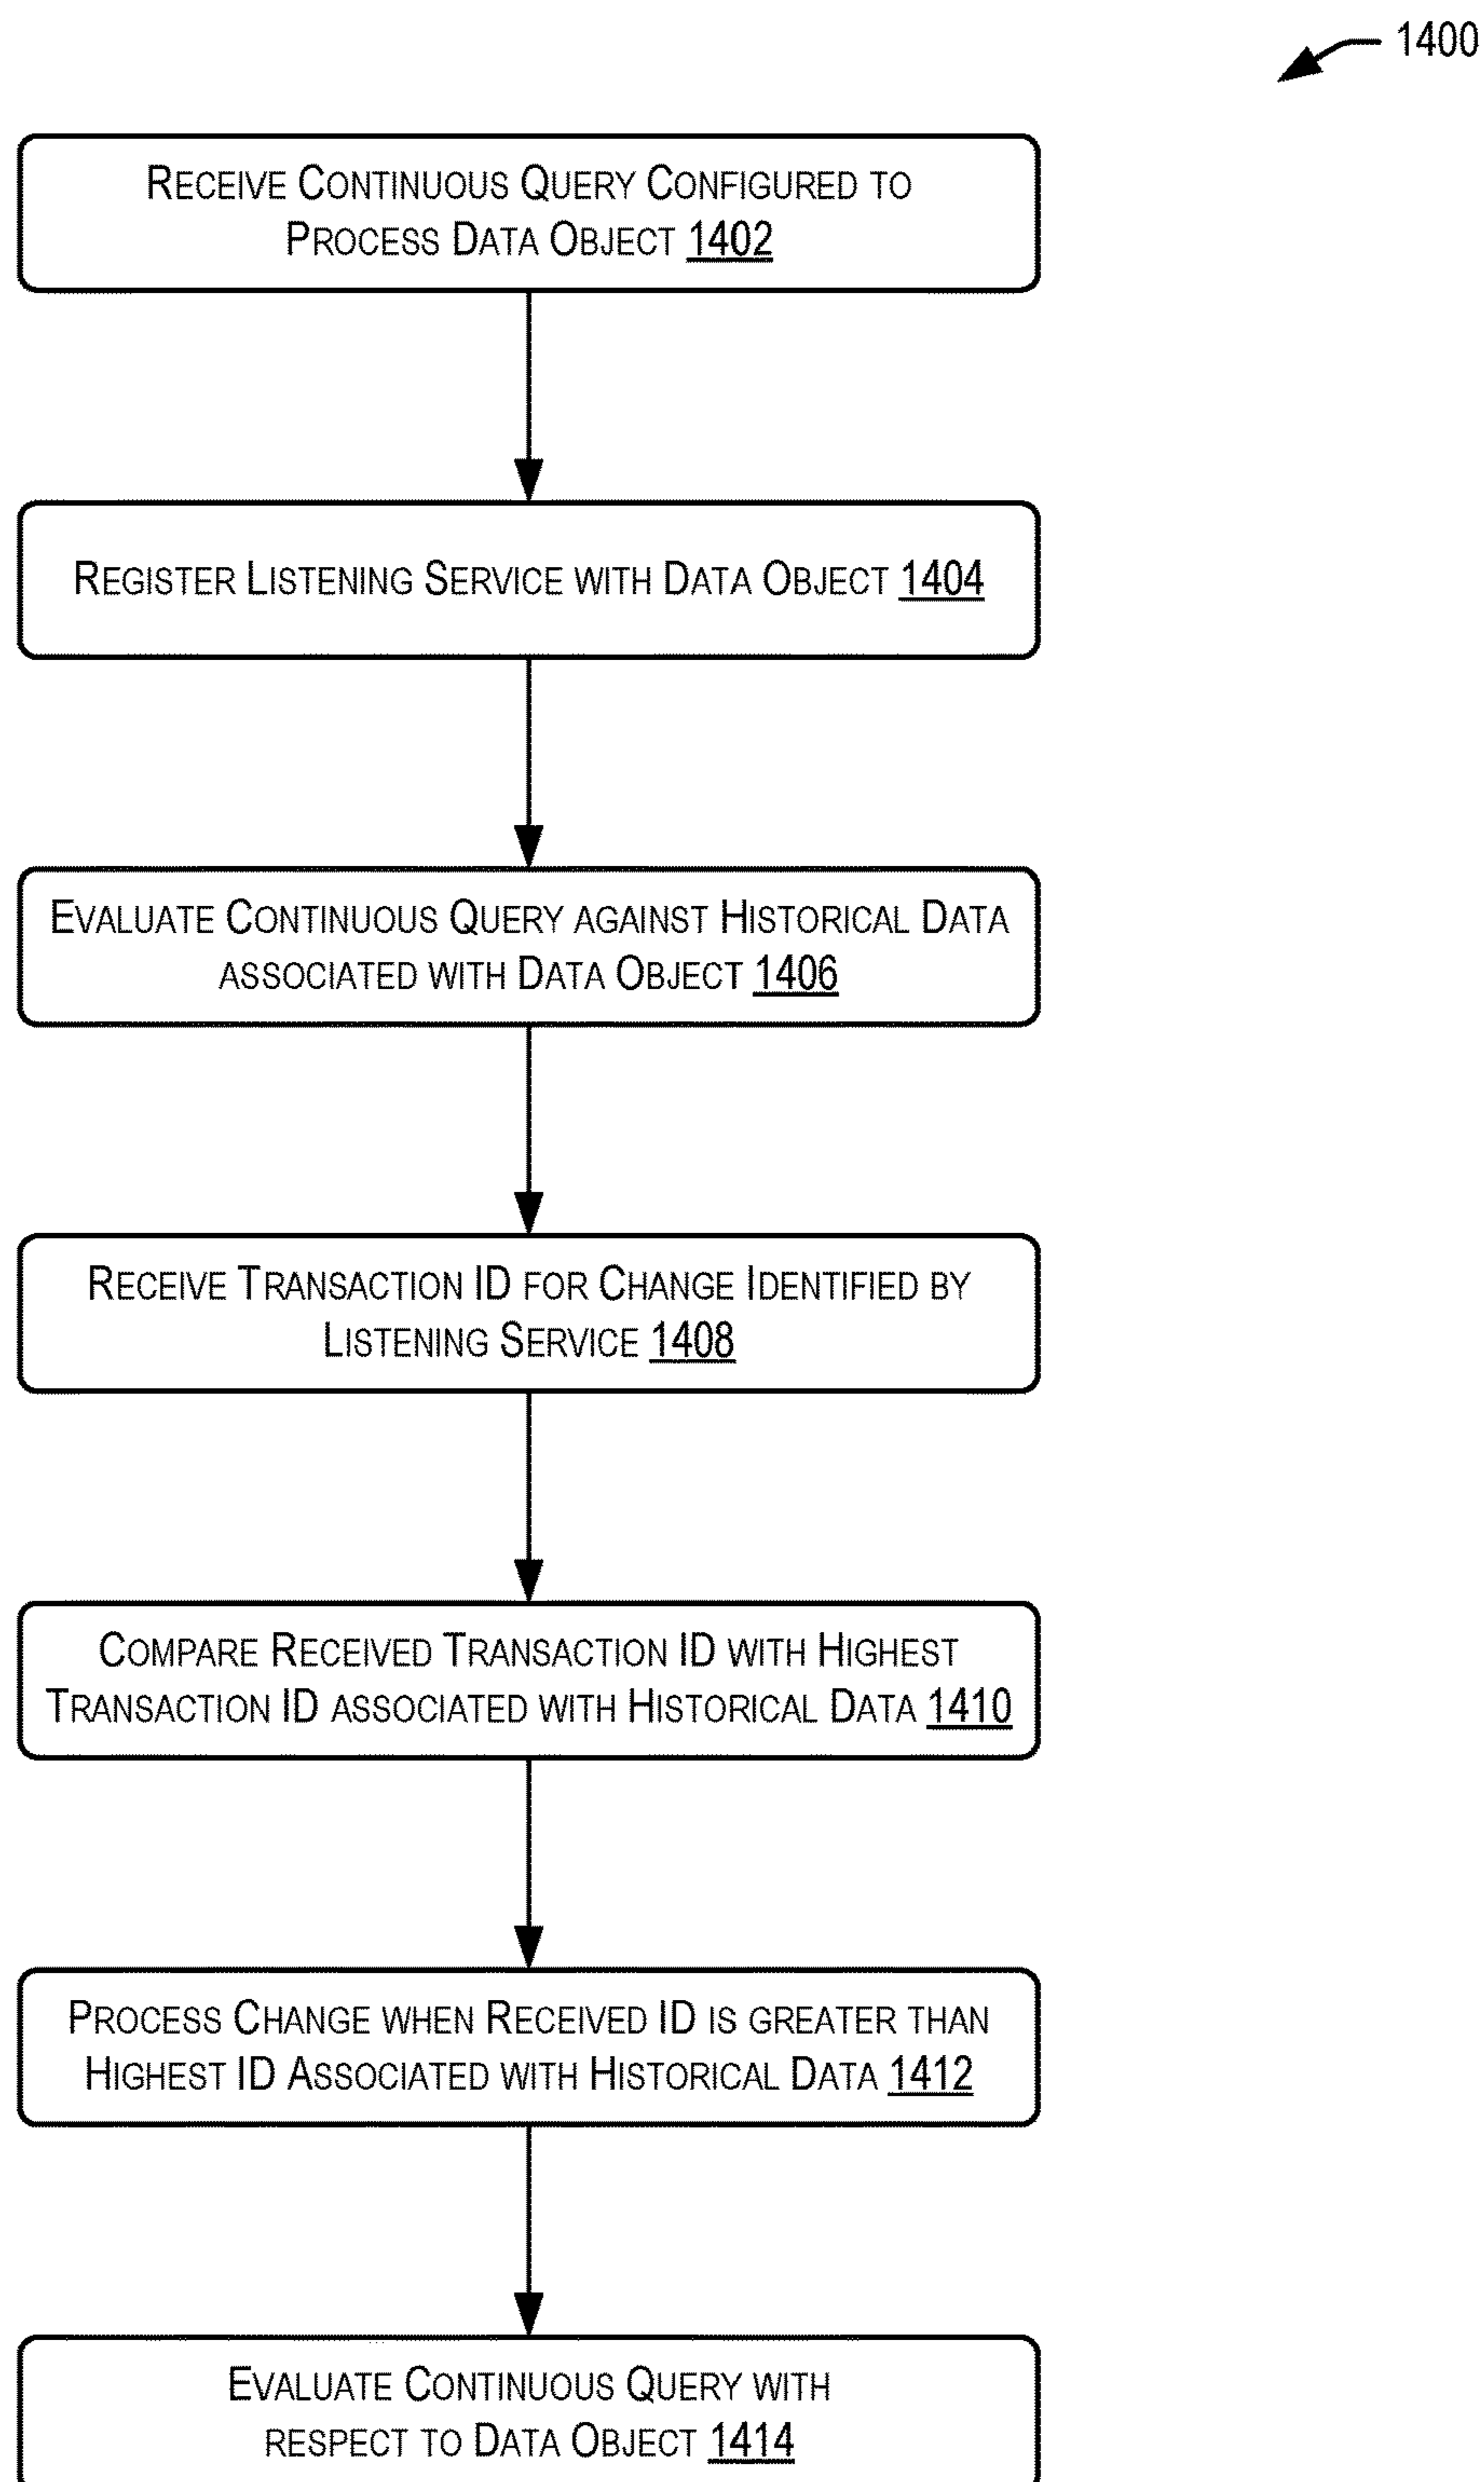 1400
Receive Continuous Query Configured to
Process Data Object 1402
Register Listening Service with Data Object 1404
Evaluate Continuous Query against Historical Data
associated with Data Object 1406
Receive Transaction ID for Change Identified by
Listening Service 1408
Compare Received Transaction ID with Highest
Transaction ID associated with Historical Data 1410
Process Change when Received ID is greater than
Highest ID Associated with Historical Data 1412
Evaluate Continuous Query with
respect to Data Object 1414